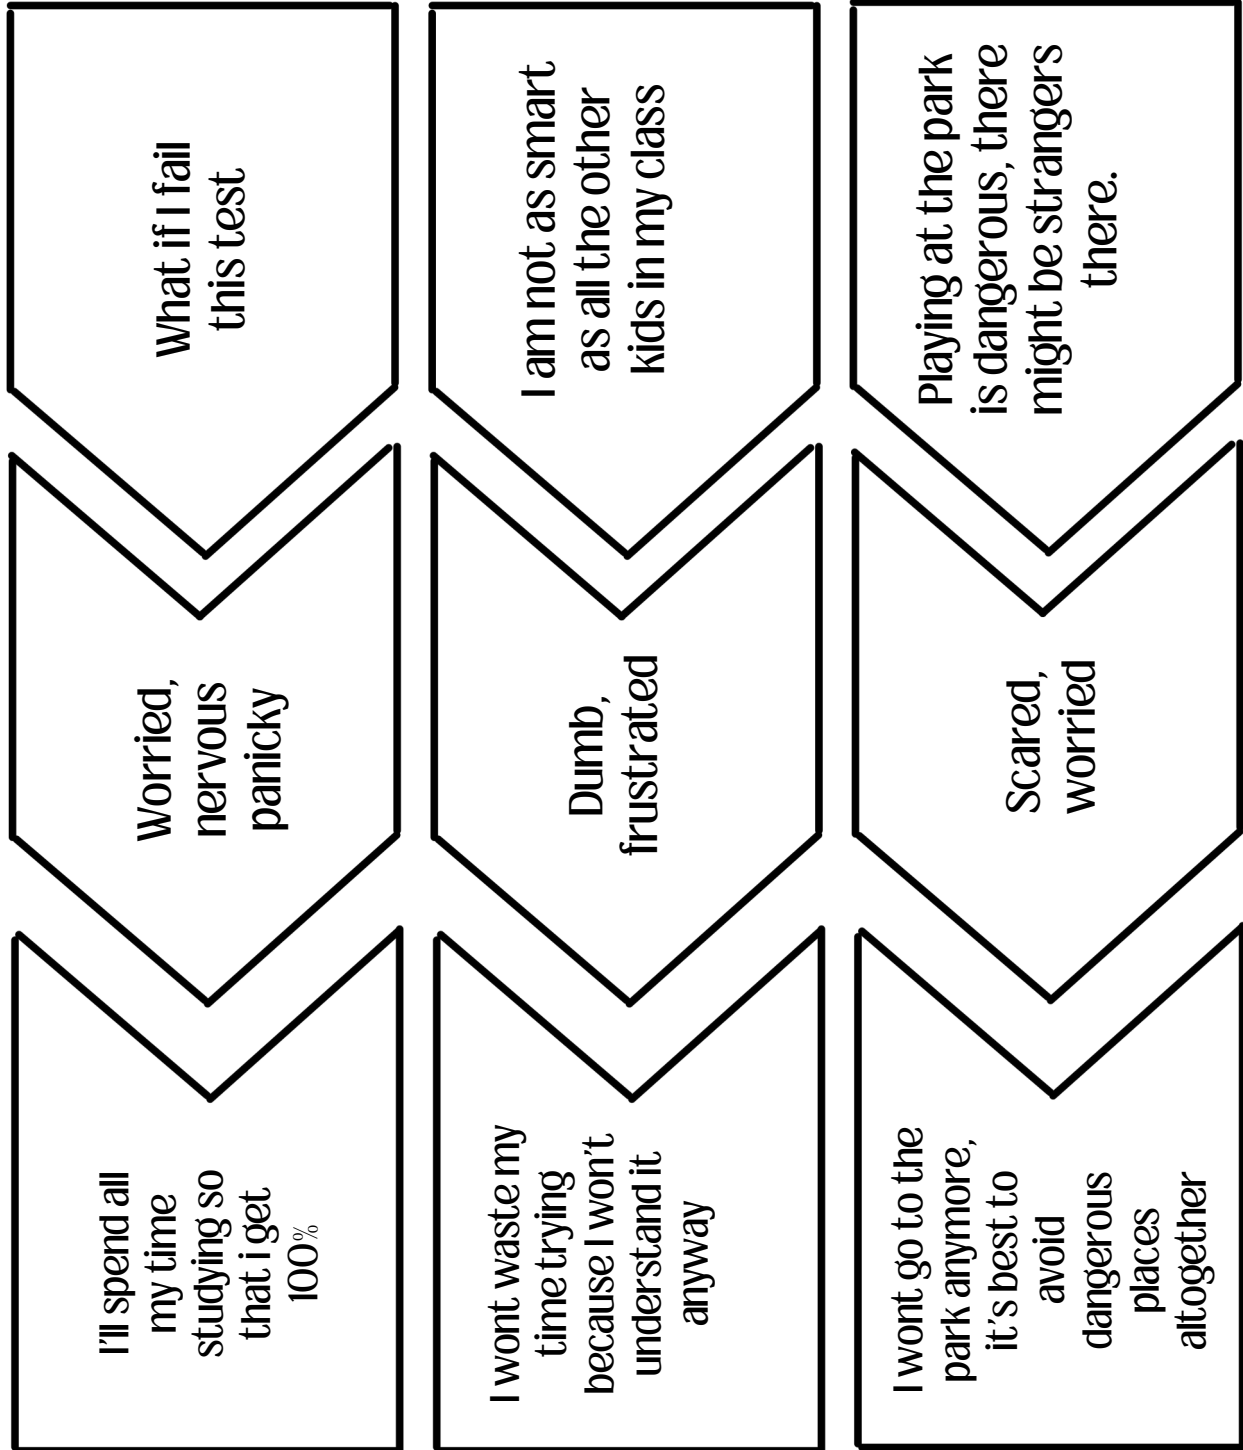 What if I fail
this test
Worried,
nervous
panicky
I'll spend all
my time
studying so
that i get
100%
I am not as smart
as all the other
kids in my class
Dumb,
frustrated
I wont waste my
time trying
because I won't
understand it
anyway
Playing at the park
is dangerous, there
might be strangers
there.
Scared,
worried
I wont go to the
park anymore,
it's best to
avoid
dangerous
places
altogether